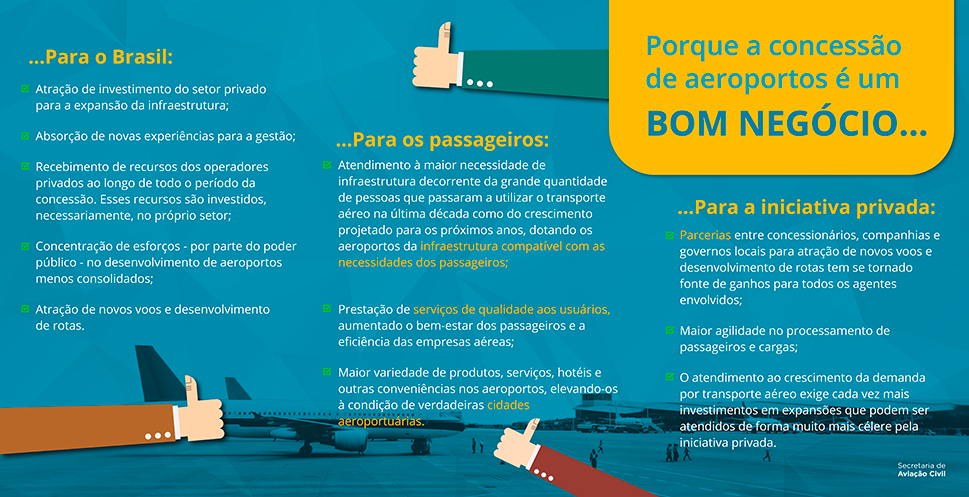 Porque a concessão
de aeroportos é um
BOM NEGÓCIO...
...Para o Brasil:
Atração de investimento do setor privado
para a expansão da infraestrutura;
Absorção de novas experiências para a gestão;
Recebimento de recursos dos operadores
privados ao longo de todo o período da
concessão. Esses recursos são investidos,
necessariamente, no próprio setor;
Concentração de esforços - por parte do poder
público - no desenvolvimento de aeroportos
menos consolidados;
Atração de novos voos e desenvolvimento
de rotas.
...Para os passageiros:
Atendimento à maior necessidade de
infraestrutura decorrente da grande quantidade
de pessoas que passaram a utilizar o transporte
aéreo na última década como do crescimento
projetado para os próximos anos, dotando os
aeroportos da infraestrutura compatível com as
necessidades dos passageiros;
Prestação de serviços de qualidade aos usuários,
aumentado o bem-estar dos passageiros e a
eficiência das empresas aéreas;
Maior variedade de produtos, serviços, hotéis e
outras conveniências nos aeroportos, elevando-os
à condição de verdadeiras cidades
aeroportuárias.
...Para a iniciativa privada:
Parcerias entre concessionários, companhias e
governos locais para atração de novos voos e
desenvolvimento de rotas tem se tornado
fonte de ganhos para todos os agentes
envolvidos;
Maior agilidade no processamento de
passageiros e cargas;
O atendimento ao crescimento da demanda
por transporte aéreo exige cada vez mais
investimentos em expansões que podem ser
atendidos de forma muito mais célere pela
iniciativa privada.
Secretaria de
Aviação Civil